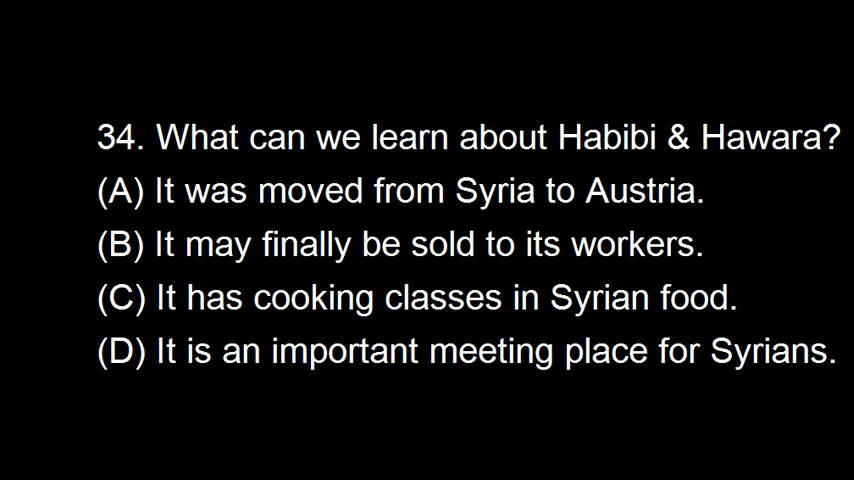 34. What can we learn about Habibi & Hawara?
(A) It was moved from Syria to Austria.
(B) It may finally be sold to its workers.
(C) It has cooking classes in Syrian food.
(D) It is an important meeting place for Syrians.